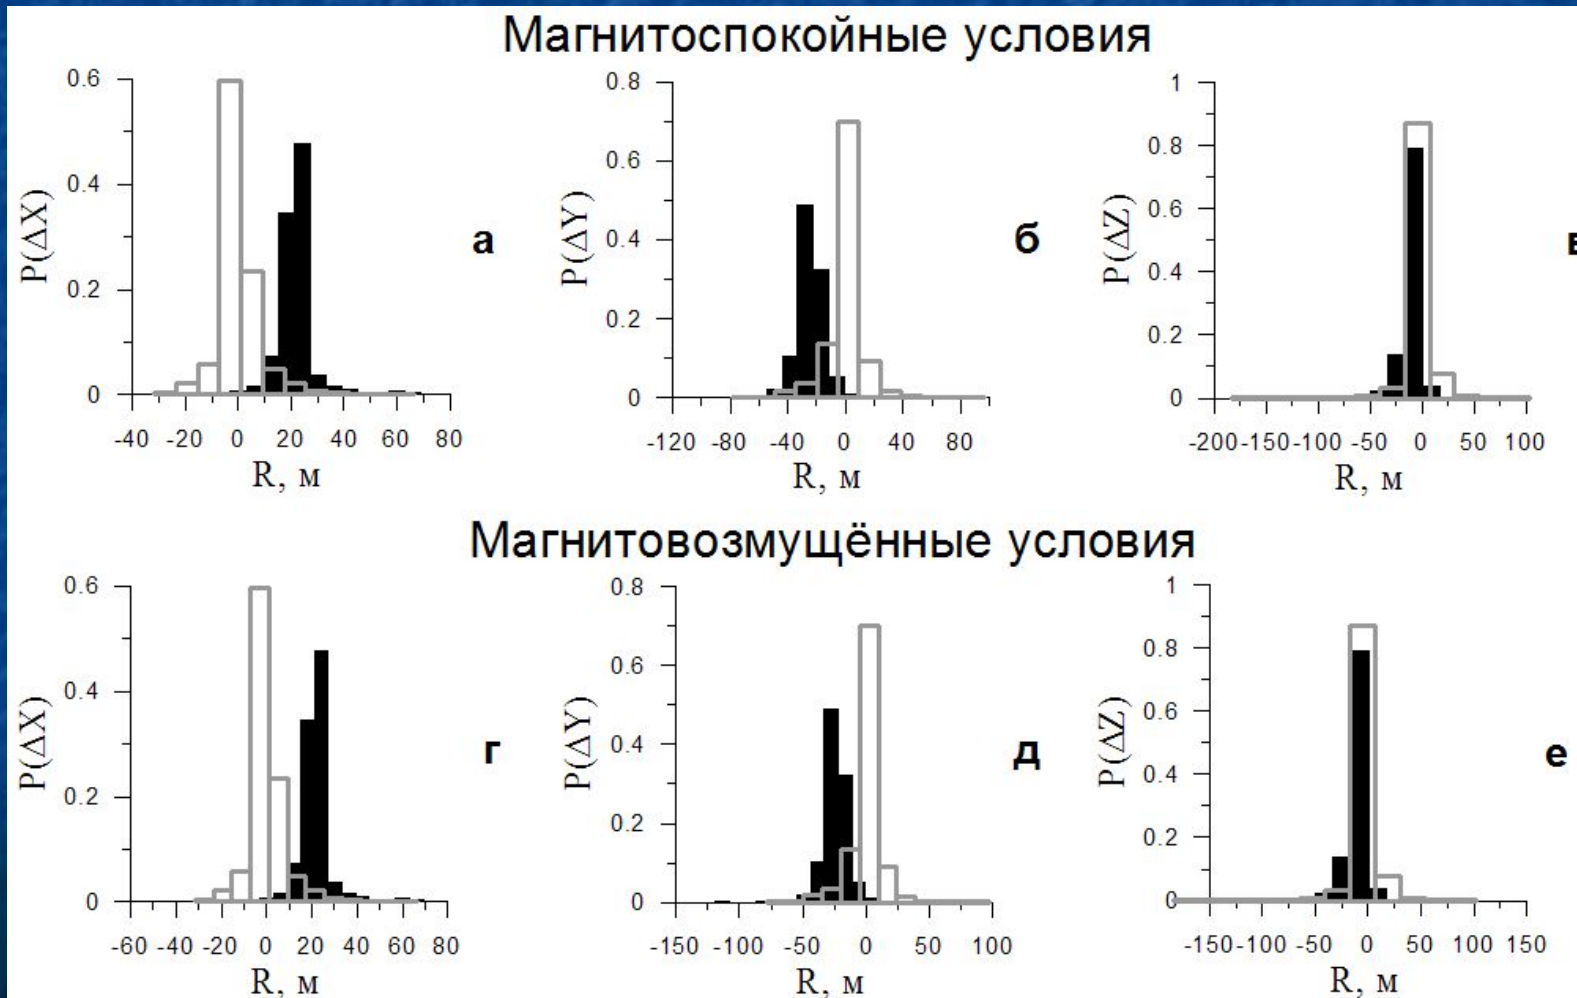 Магнитоспокойные условия
0.6
0.4
0.2
0
P(ΔX)
-40 -20 0 20 40 60 80
R, м
а
0.8
0.6
0.4
0.2
0
P(ΔY)
-120 -80 -40 0 40 80
R, м
б
1
0.8
0.6
0.4
0.2
0
P(ΔZ)
-200 -150 -100 -50 0 50 100
R, м
Магнитовозмущённые условия
0.6
0.4
0.2
0
P(ΔX)
-60 -40 -20 0 20 40 60 80
R, м
г
0.8
0.6
0.4
0.2
0
P(ΔY)
-150 -100 -50 0 50 100
R, м
д
1
0.8
0.6
0.4
0.2
0
P(ΔZ)
-150 -100 -50 0 50 100 150
R, м
е